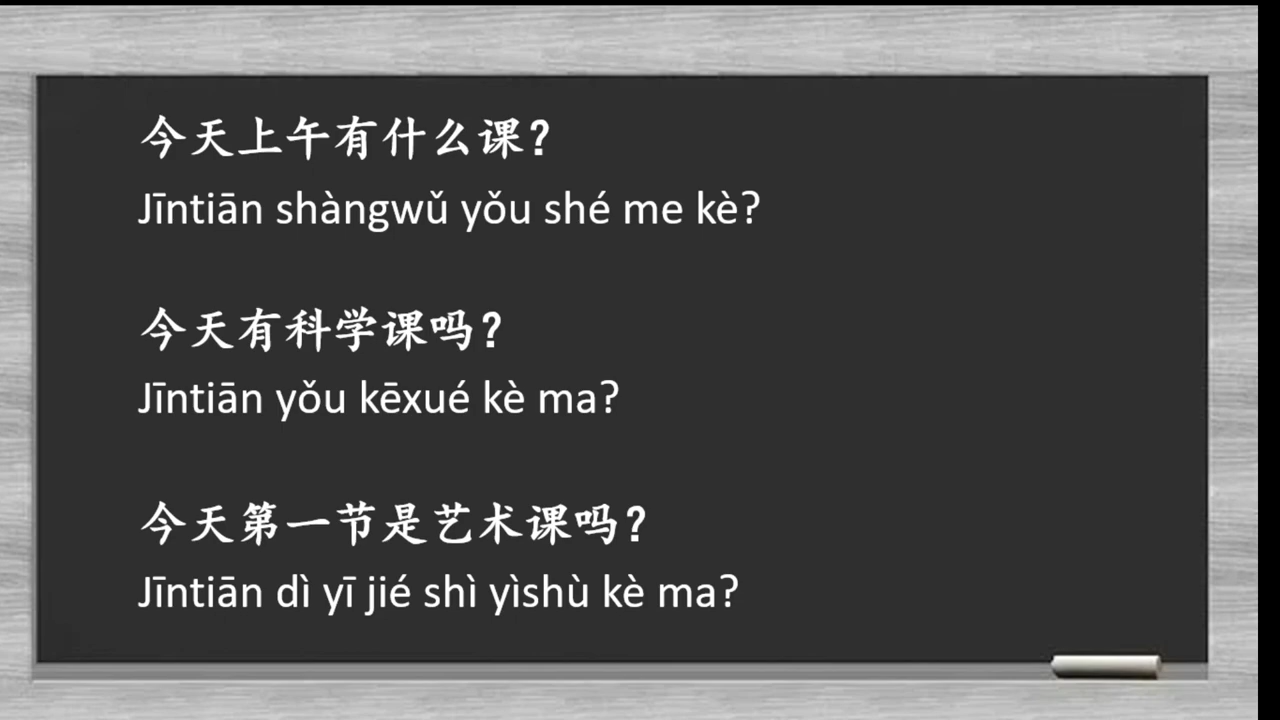 今天上午有什么课？
Jīntiān shàngwǔ yǒu shé me kè?
今天有科学课吗？
Jīntiān yǒu kēxué kè ma?
今天第一节是艺术课吗？
Jīntiān dì yī jié shì yìshù kè ma?